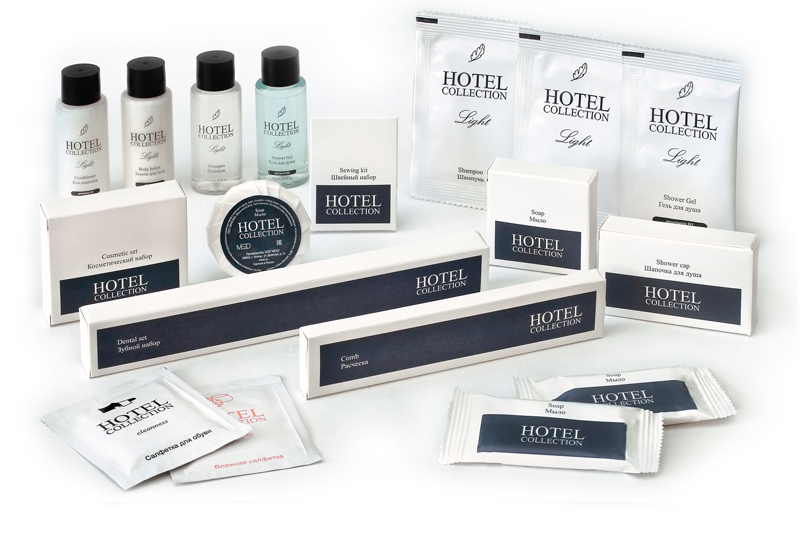 HOTEL
COLLECTION
Light
Conditioner
Кондиционер
HOTEL
COLLECTION
Light
Body lotion
HOTEL
COLLECTION
Light
Shampoo
Шампунь
HOTEL
COLLECTION
Light
Shower Gel
Гель для душа
HOTEL
COLLECTION
Light
Shampoo
Шампунь
HOTEL
COLLECTION
Light
HOTEL
COLLECTION
Light
Shower Gel
Гель для душа
Sewing kit
Швейный набор
HOTEL
COLLECTION
Cosmetic set
Косметический набор
HOTEL
COLLECTION
Soap
Мыло
HOTEL
COLLECTION
Soap
Мыло
HOTEL
COLLECTION
Shower cap
Шапочка для душа
HOTEL
COLLECTION
HOTEL
COLLECTION
Dental set
Зубной набор
HOTEL
COLLECTION
Comb
Расческа
HOTEL
COLLECTION
cleanness
Салфетка для обуви
Влажная салфетка
Soap
Мыло
HOTEL
COLLECTION
Soap
Мыло
HOTEL
COLLECTION